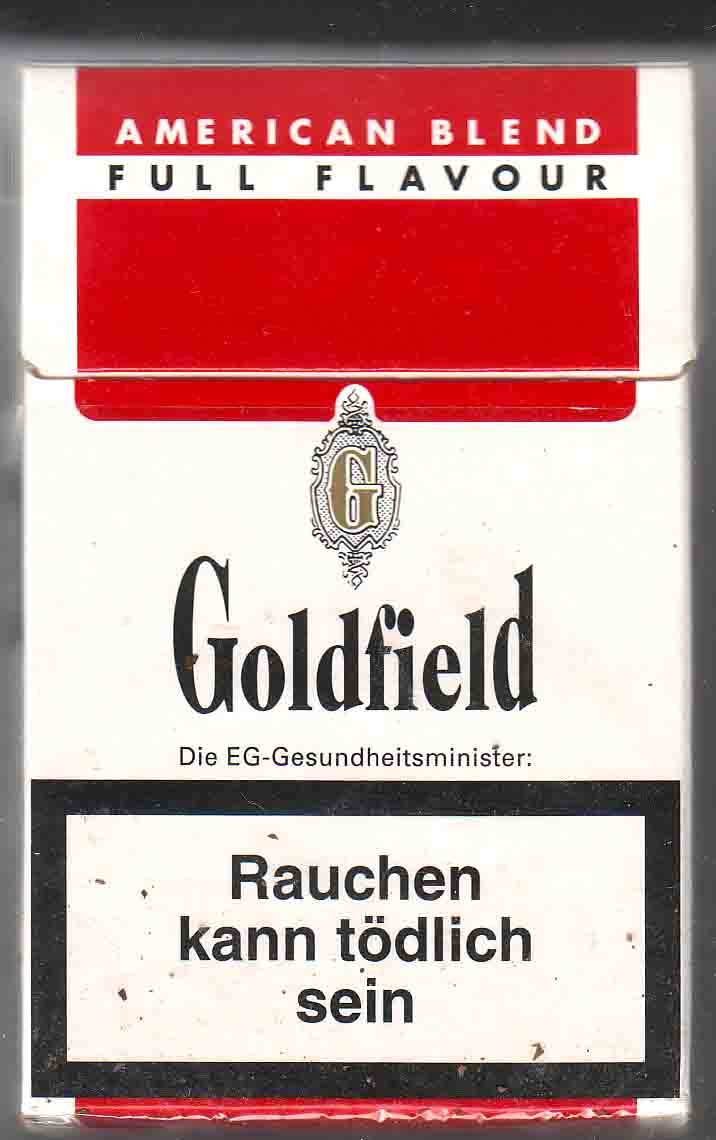 AMERICAN BLEND
FULL FLAVOUR
G
Goldfield
Die EG-Gesundheitsminister:
Rauchen
kann tödlich
sein